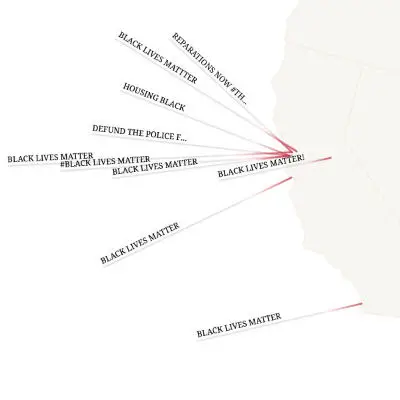 BLACK LIVES MATTER
REPARATIONS NOW #TH...
HOUSING BLACK
DEFUND THE POLICE F...
BLACK LIVES MATTER
#BLACK LIVES MATTER
BLACK LIVES MATTER
BLACK LIVES MATTER!
BLACK LIVES MATTER
BLACK LIVES MATTER